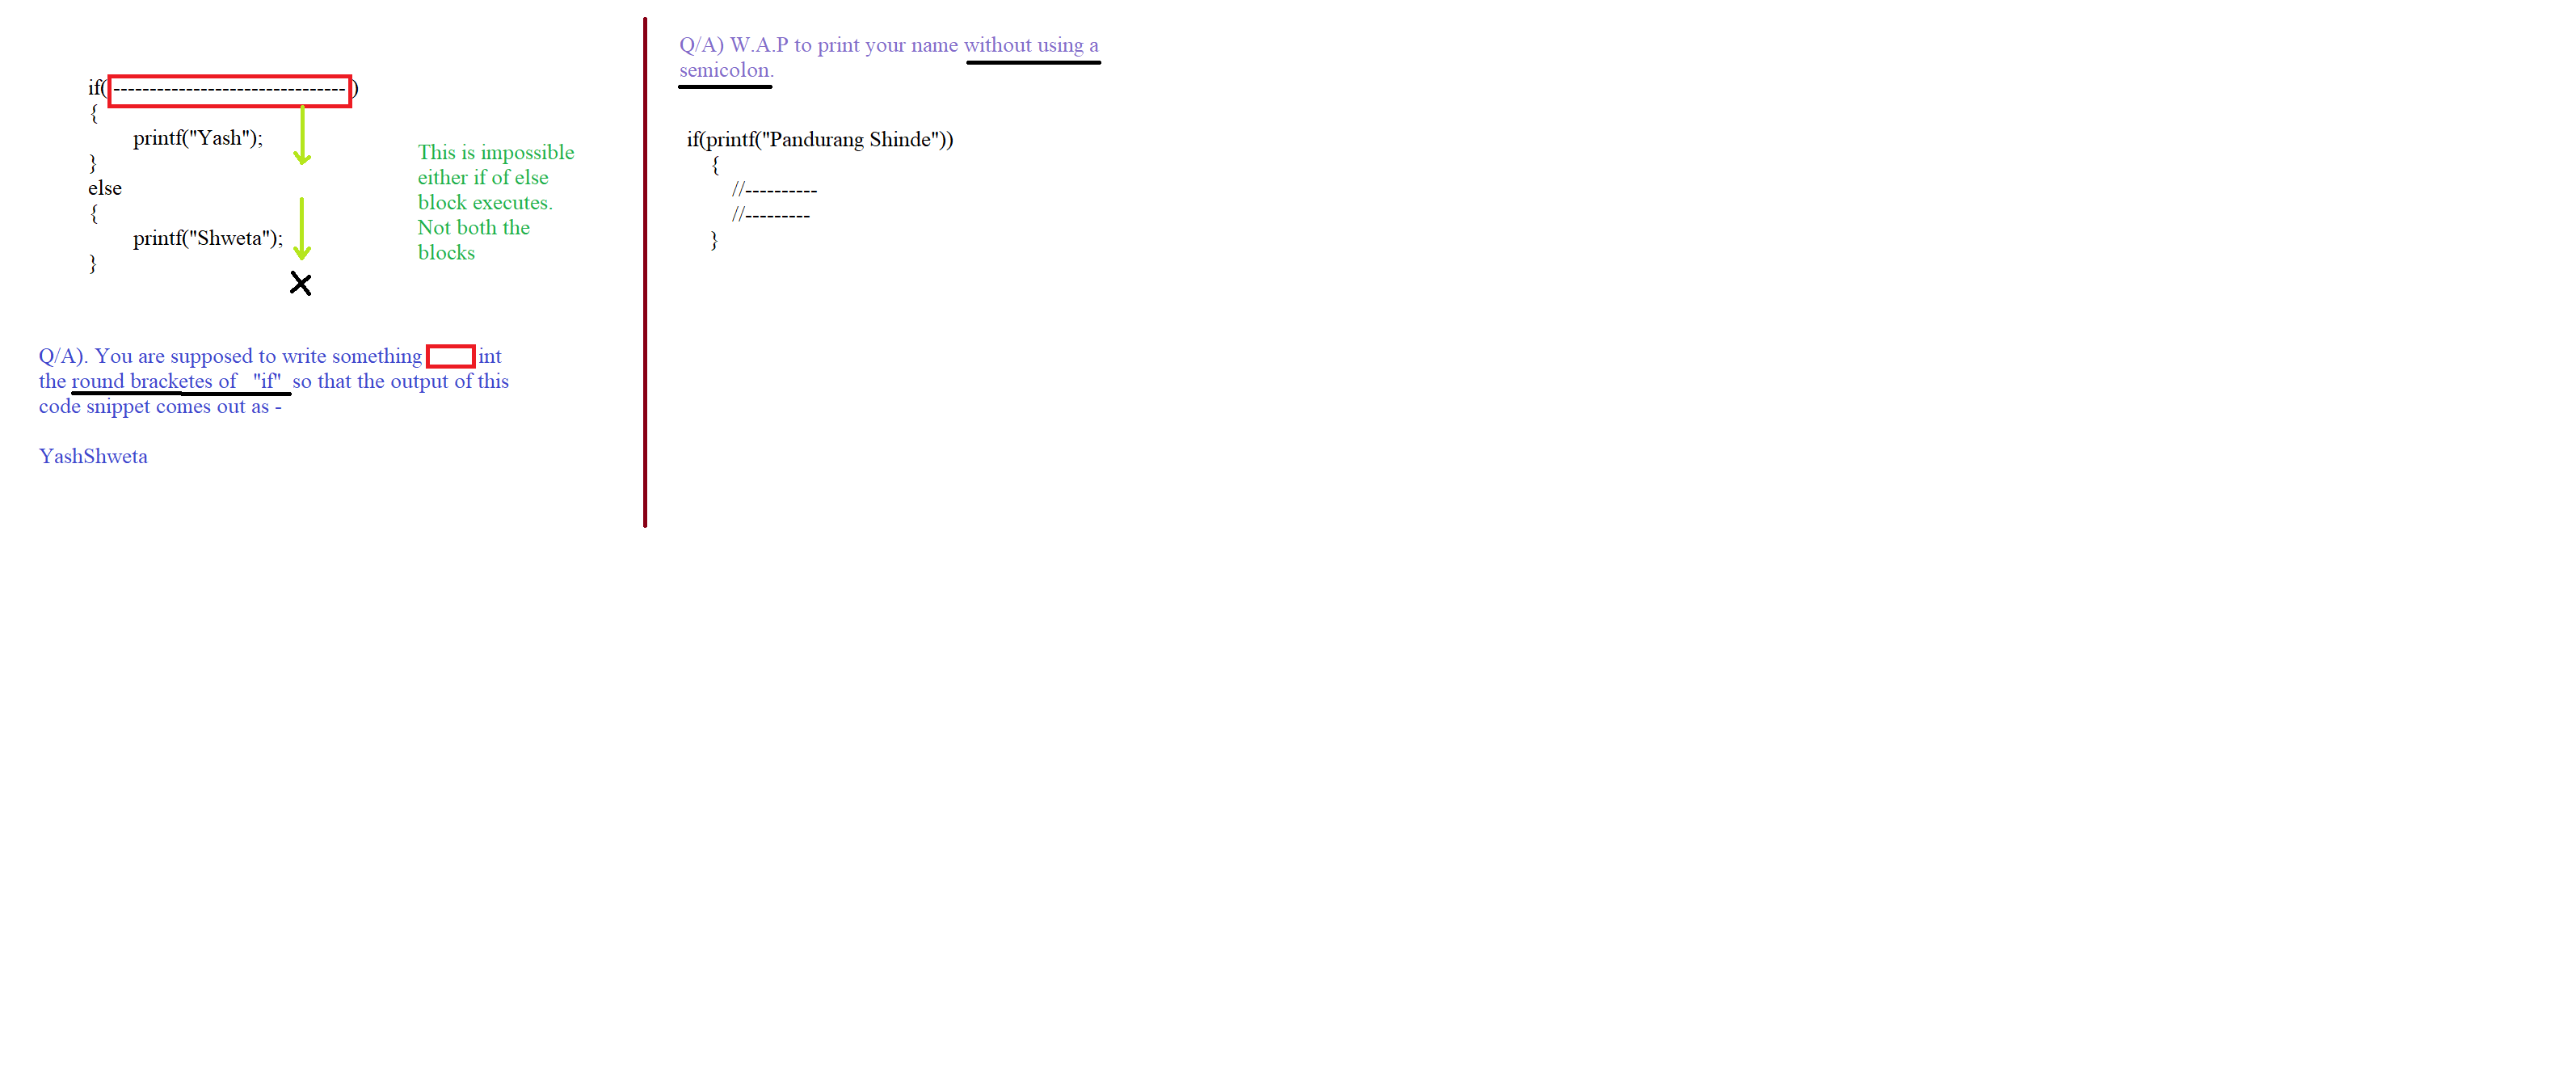 if(--------------------------------)
{
printf("Yash");
}
else
{
printf("Shweta");
}
This is impossible
either if of else
block executes.
Not both the
blocks
Q/A). You are supposed to write something int
the round bracketes of "if" so that the output of this
code snippet comes out as -
YashShweta
Q/A) W.A.P to print your name without using a
semicolon.
if(printf("Pandurang Shinde"))
{
//----------
//---------
}